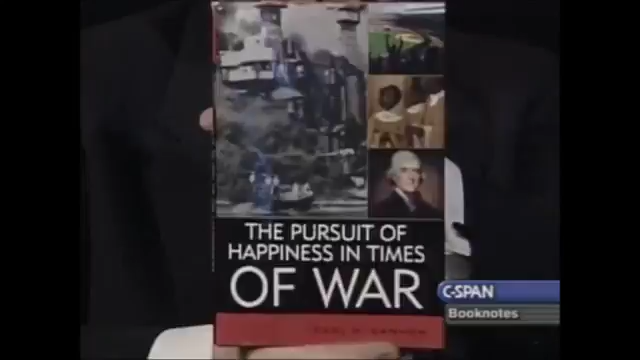 THE PURSUIT OF
HAPPINESS IN TIMES
OF WAR
C-SPAN
Booknotes